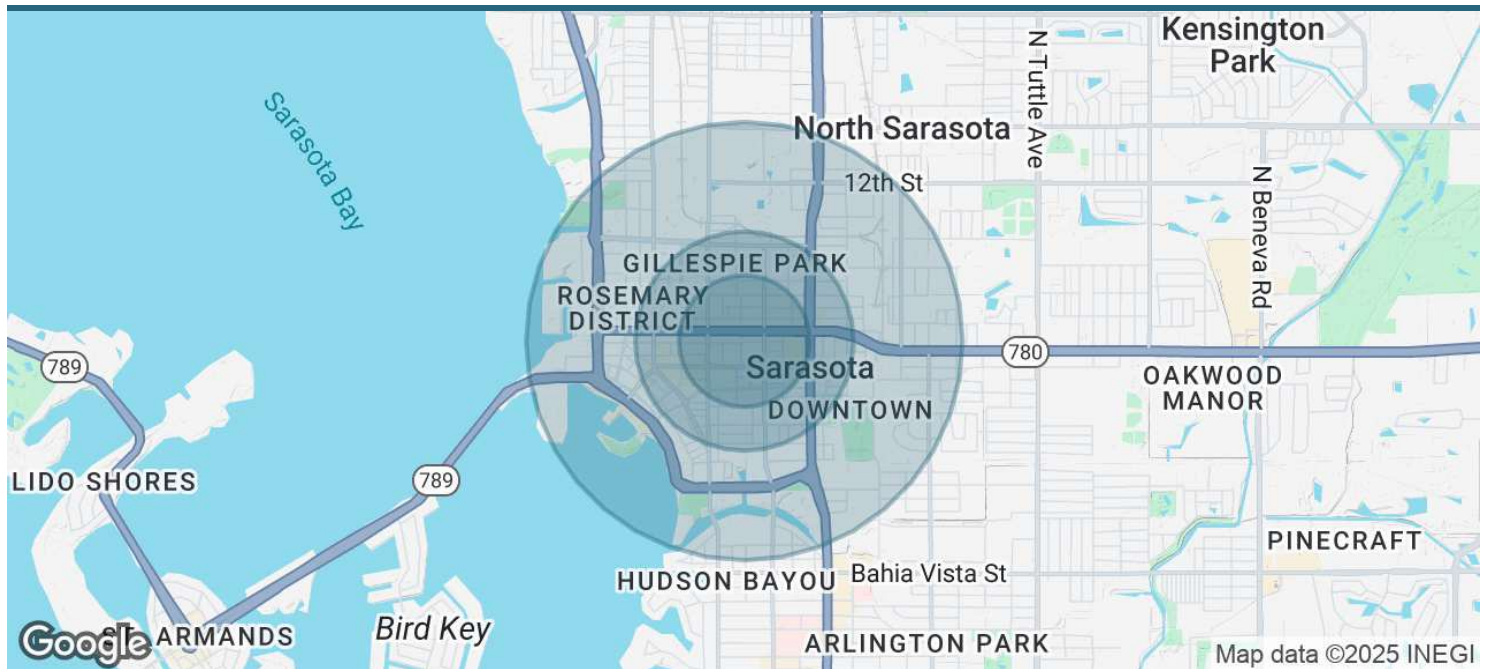 Kensington
Park
N Tuttle Ave
Sarasota Bay
North Sarasota
12th St
N Beneva Rd
GILLESPIE PARK
ROSEMARY
DISTRICT
789
780
Sarasota
OAKWOOD
MANOR
DOWNTOWN
LIDO SHORES
789
PINECRAFT
HUDSON BAYOU
Bahia Vista St
Google
ARMANDS
Bird Key
ARLINGTON PARK
Map data ©2025 INEGI